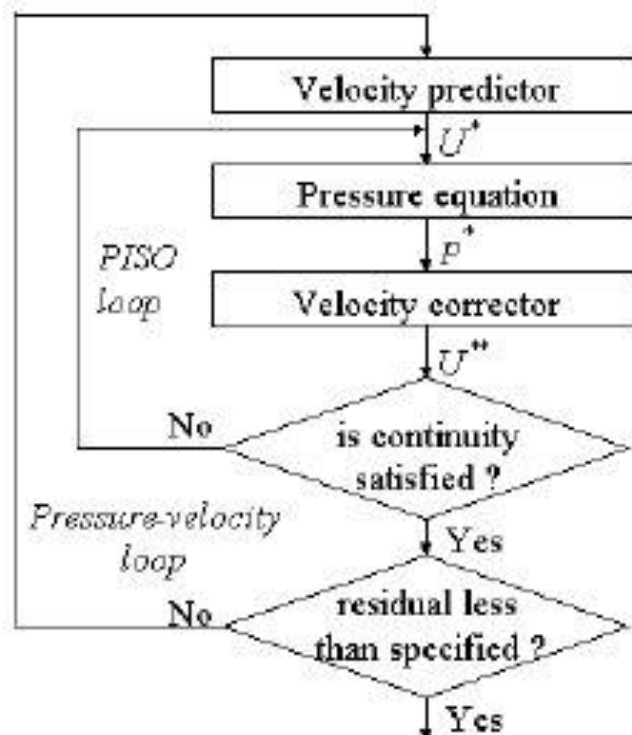 Velocity predictor
U*
Pressure equation
p*
PISO
loop
Velocity corrector
U**
No
is continuity
satisfied ?
Pressure-velocity
loop
Yes
No
residual less
than specified ?
Yes